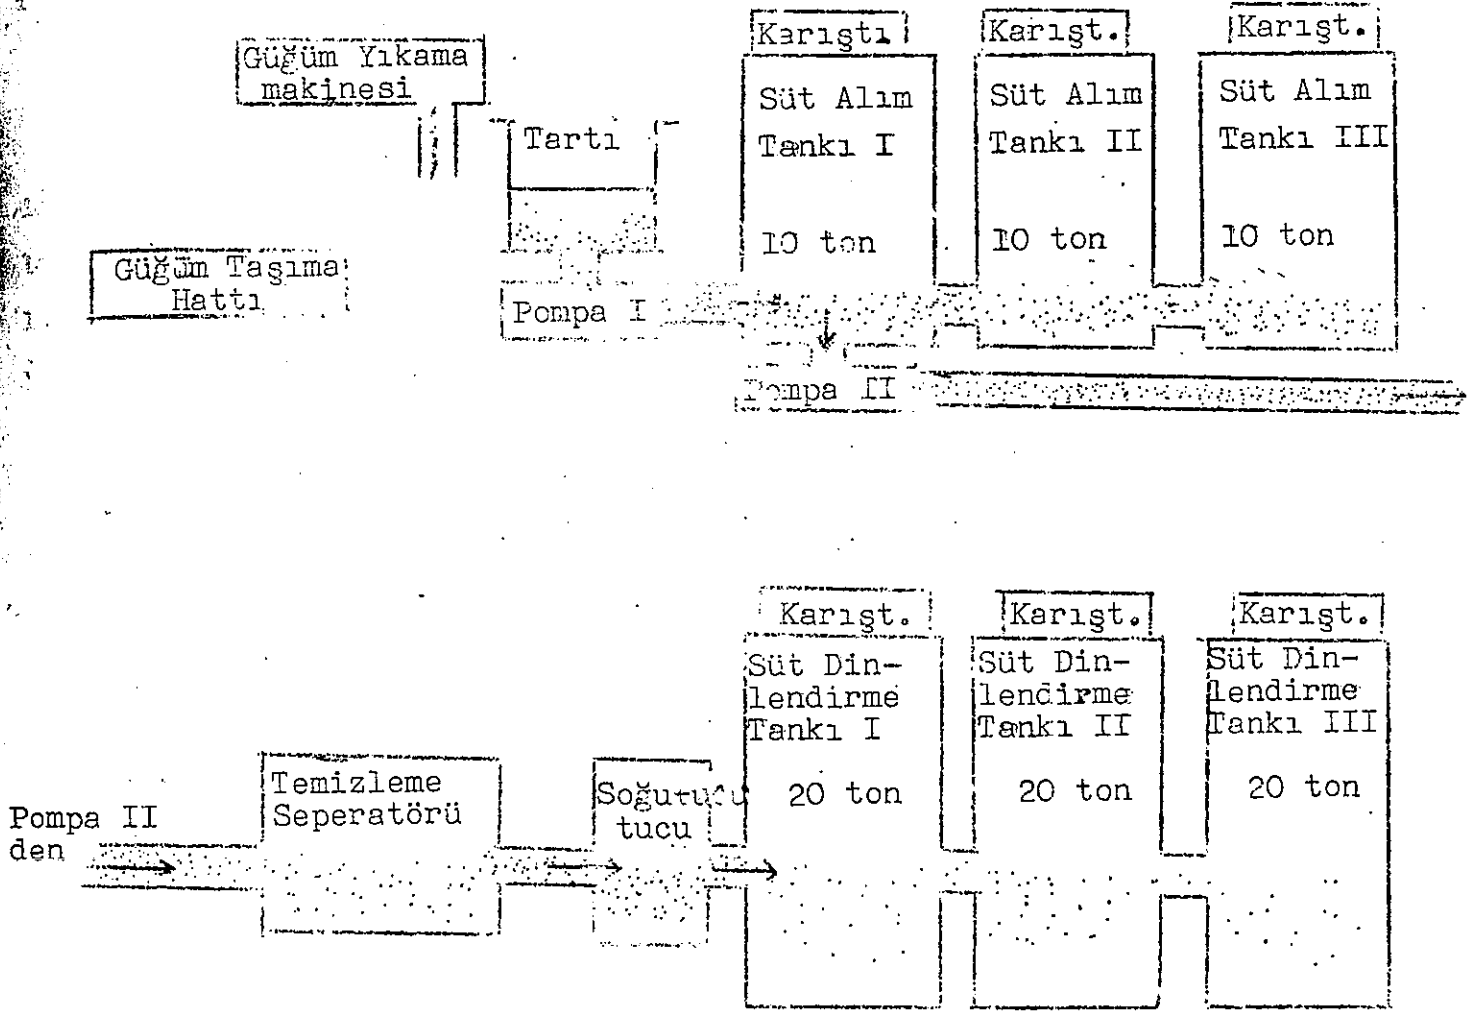 Güğüm Yıkama
makinesi
Tartı
Güğüm Taşıma
Hattı
Pompa I
Karıştı
Süt Alım
Tankı I
10 ton
Karışt.
Süt Alım
Tankı II
10 ton
Karışt.
Süt Alım
Tankı III
10 ton
Pompa II
Pompa II
den
Temizleme
Seperatörü
Soğutucu
tucu
Karışt.
Süt Din-
lendirme
Tankı I
20 ton
Karışt.
Süt Din-
lendirme
Tankı II
20 ton
Karışt.
Süt Din-
lendirme
Tankı III
20 ton